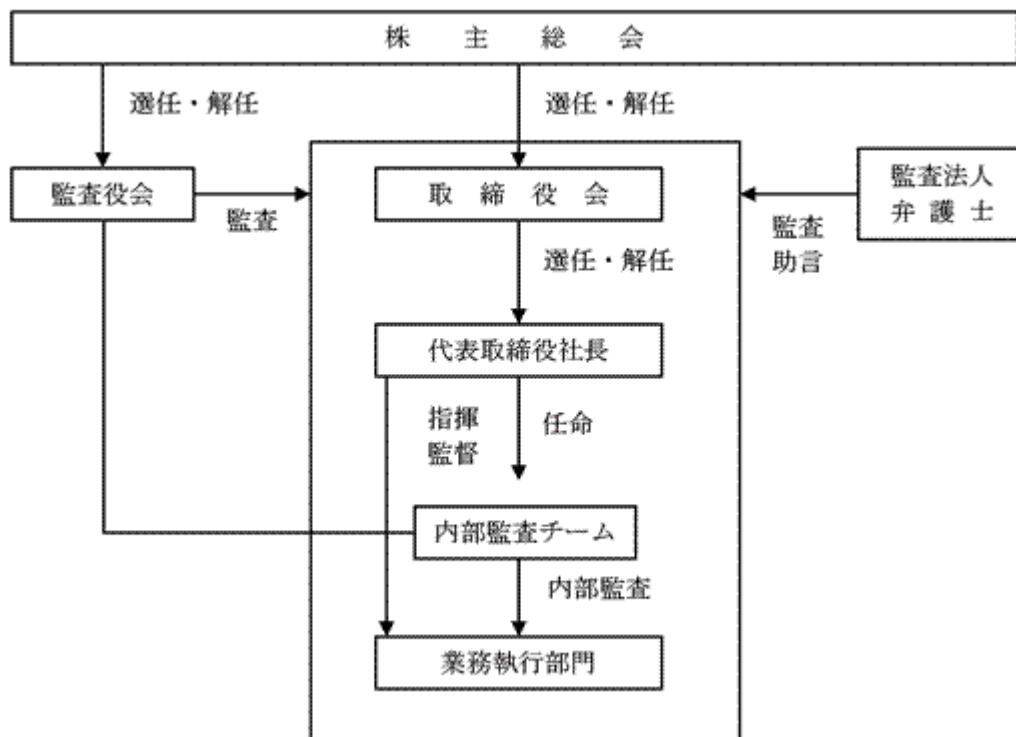 株主総会
選任・解任
選任・解任
監査役会
監査
取締役会
監査法人
弁護士
監査
助言
選任・解任
代表取締役社長
指揮
監督
任命
内部監査チーム
内部監査
業務執行部門